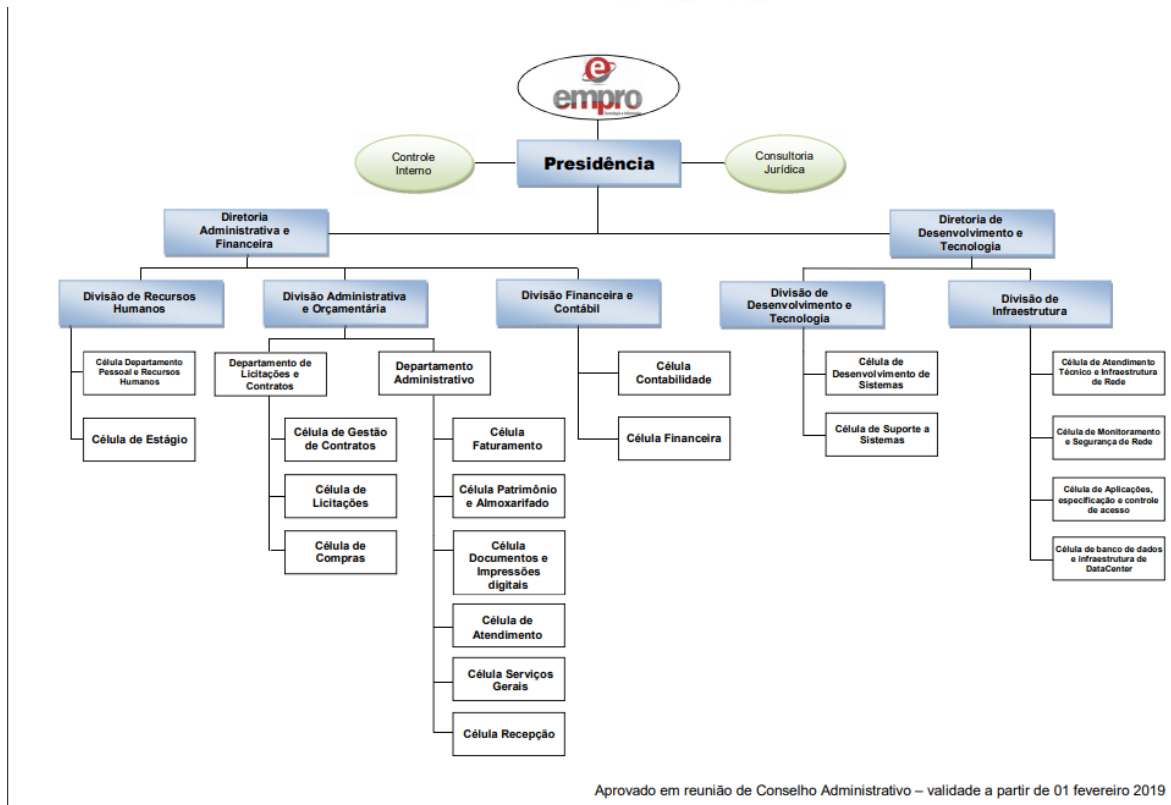 empro
Controle
Interno
Presidência
Consultoria
Jurídica
Diretoria
Administrativa e
Financeira
Diretoria de
Desenvolvimento e
Tecnologia
Divisão de Recursos
Humanos
Divisão Administrativa
e Orçamentária
Divisão Financeira e
Contábil
Divisão de
Desenvolvimento e
Tecnologia
Divisão de
Infraestrutura
Célula Departamento
Pessoal e Recursos
Humanos
Célula de Estágio
Departamento de
Licitações e
Contratos
Célula de Gestão
de Contratos
Célula de
Licitações
Célula de
Compras
Departamento
Administrativo
Célula
Faturamento
Célula Patrimônio
e Almoxarifado
Célula
Documentos e
Impressões
digitais
Célula de
Atendimento
Célula Serviços
Gerais
Célula Recepção
Célula
Contabilidade
Célula Financeira
Célula de
Desenvolvimento de
Sistemas
Célula de Suporte a
Sistemas
Célula de Atendimento
Técnico e Infraestrutura
de Rede
Célula de Monitoramento
e Segurança de Rede
Célula de Aplicações,
especificação e controle
de acesso
Célula de banco de dados
e infraestrutura de
DataCenter
Aprovado em reunião de Conselho Administrativo – validade a partir de 01 fevereiro 2019